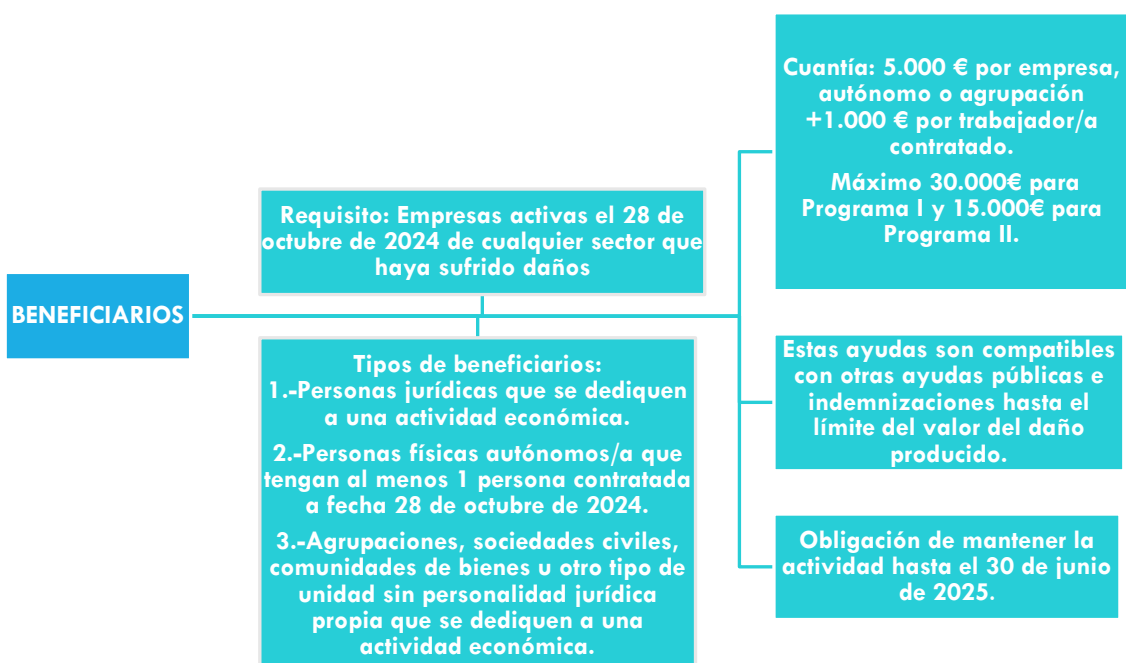 BENEFICIARIOS
Requisito: Empresas activas el 28 de
octubre de 2024 de cualquier sector que
haya sufrido daños
Tipos de beneficiarios:
1.-Personas jurídicas que se dediquen
a una actividad económica.
2.-Personas físicas autónomos/a que
tengan al menos 1 persona contratada
a fecha 28 de octubre de 2024.
3.-Agrupaciones, sociedades civiles,
comunidades de bienes u otro tipo de
unidad sin personalidad jurídica
propia que se dediquen a una
actividad económica.
Cuantía: 5.000 € por empresa,
autónomo o agrupación
+1.000 € por trabajador/a
contratado.
Máximo 30.000€ para
Programa I y 15.000€ para
Programa II.
Estas ayudas son compatibles
con otras ayudas públicas e
indemnizaciones hasta el
límite del valor del daño
producido.
Obligación de mantener la
actividad hasta el 30 de junio
de 2025.